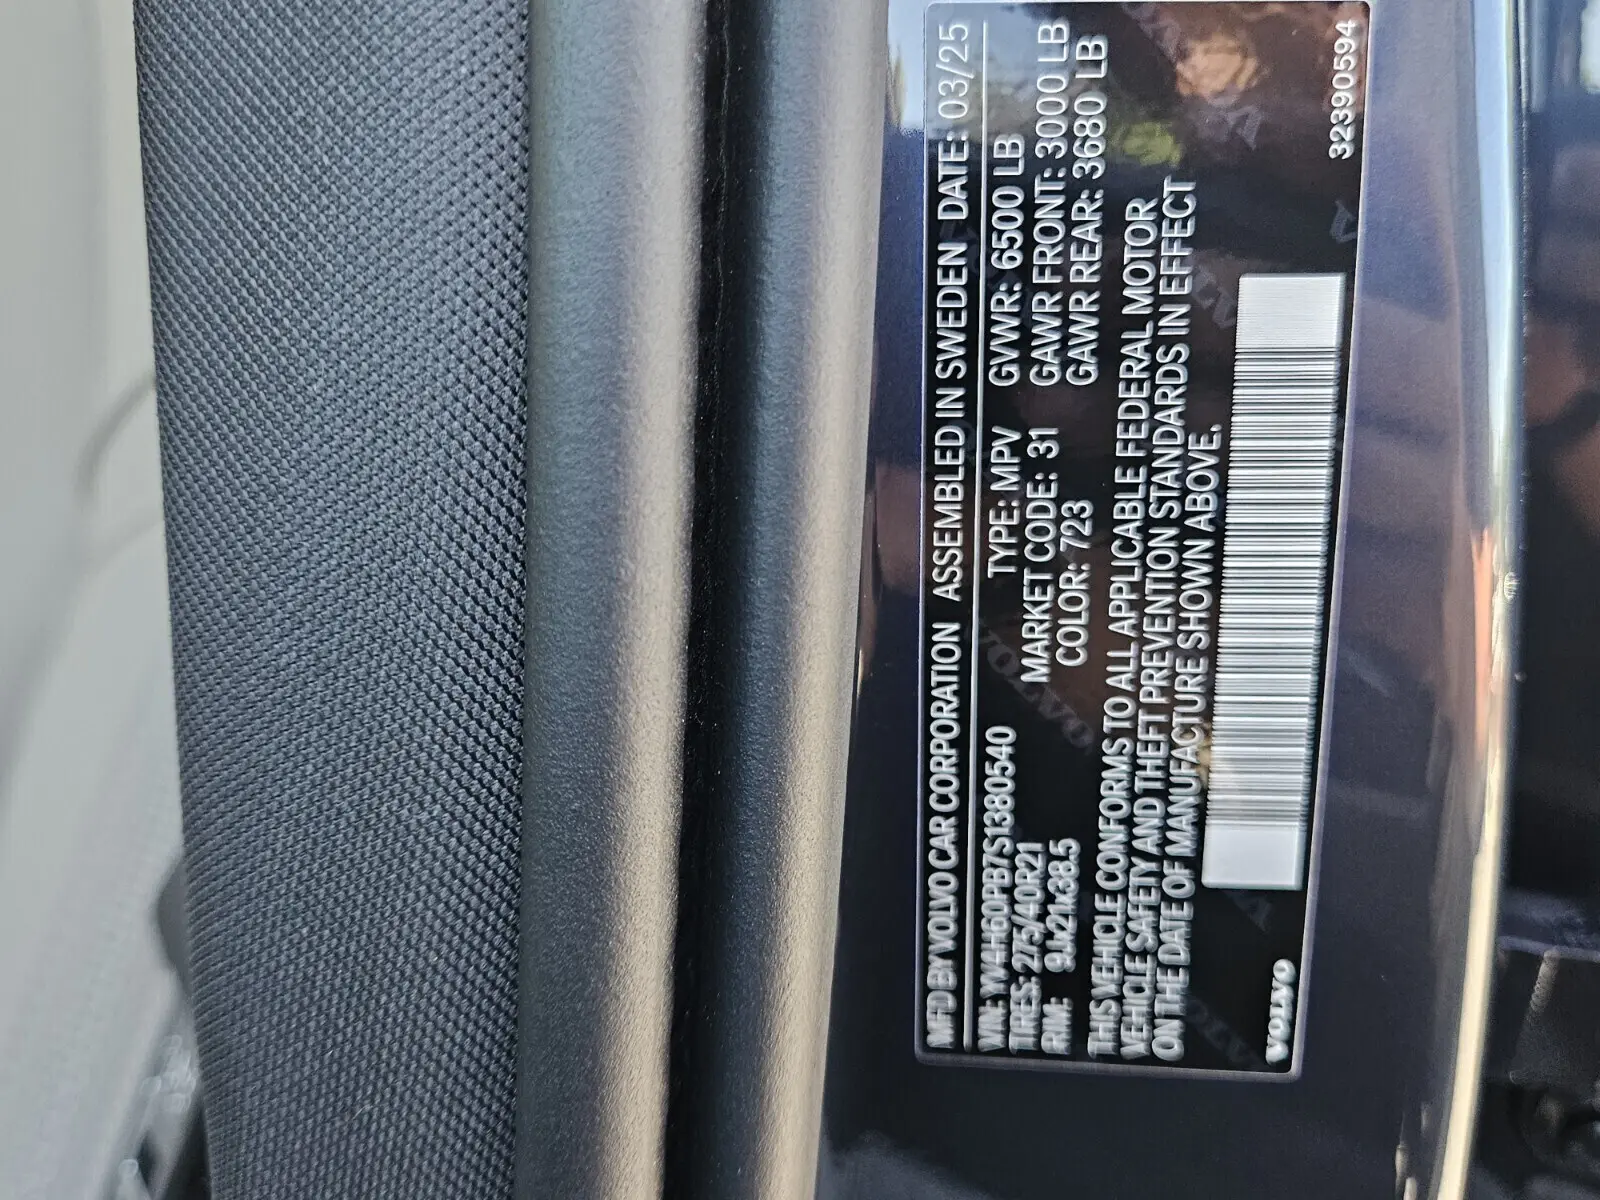 MFD BY VOLVO CAR CORPORATION ASSEMBLED IN SWEDEN DATE: 03/25
VIN: YV4H60PB7S1380540 TYPE: MPV GVWR: 6500 LB
TIRES: 275/40R21 MARKET CODE: 31 GAWR FRONT: 3000 LB
RIM: 9Jx21x38.5 COLOR: 723 GAWR REAR: 3680 LB
THIS VEHICLE CONFORMS TO ALL APPLICABLE FEDERAL MOTOR
VEHICLE SAFETY AND THEFT PREVENTION STANDARDS IN EFFECT
ON THE DATE OF MANUFACTURE SHOWN ABOVE.
VOLVO 32390594